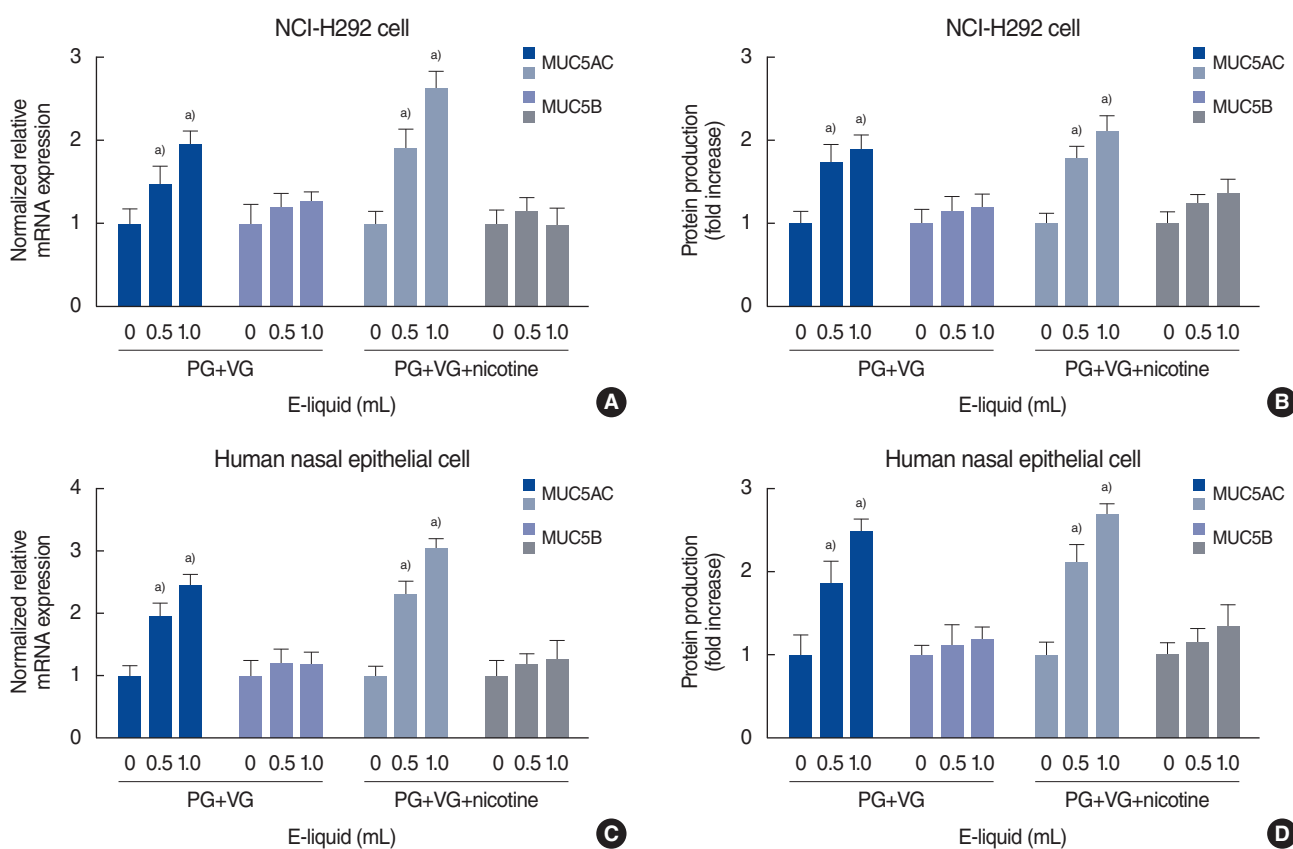 NCI-H292 cell
Normalized relative
mRNA expression
3
2
1
0
MUC5AC
MUC5B
a)
a)
a)
a)
0 0.5 1.0 0 0.5 1.0 0 0.5 1.0 0 0.5 1.0
PG+VG PG+VG+nicotine
E-liquid (mL)
A
NCI-H292 cell
Protein production
(fold increase)
3
2
1
0
MUC5AC
MUC5B
a)
a)
a)
a)
0 0.5 1.0 0 0.5 1.0 0 0.5 1.0 0 0.5 1.0
PG+VG PG+VG+nicotine
E-liquid (mL)
B
Human nasal epithelial cell
Normalized relative
mRNA expression
4
3
2
1
0
MUC5AC
MUC5B
a)
a)
a)
a)
0 0.5 1.0 0 0.5 1.0 0 0.5 1.0 0 0.5 1.0
PG+VG PG+VG+nicotine
E-liquid (mL)
C
Human nasal epithelial cell
Protein production
(fold increase)
3
2
1
0
MUC5AC
MUC5B
a)
a)
a)
a)
0 0.5 1.0 0 0.5 1.0 0 0.5 1.0 0 0.5 1.0
PG+VG PG+VG+nicotine
E-liquid (mL)
D